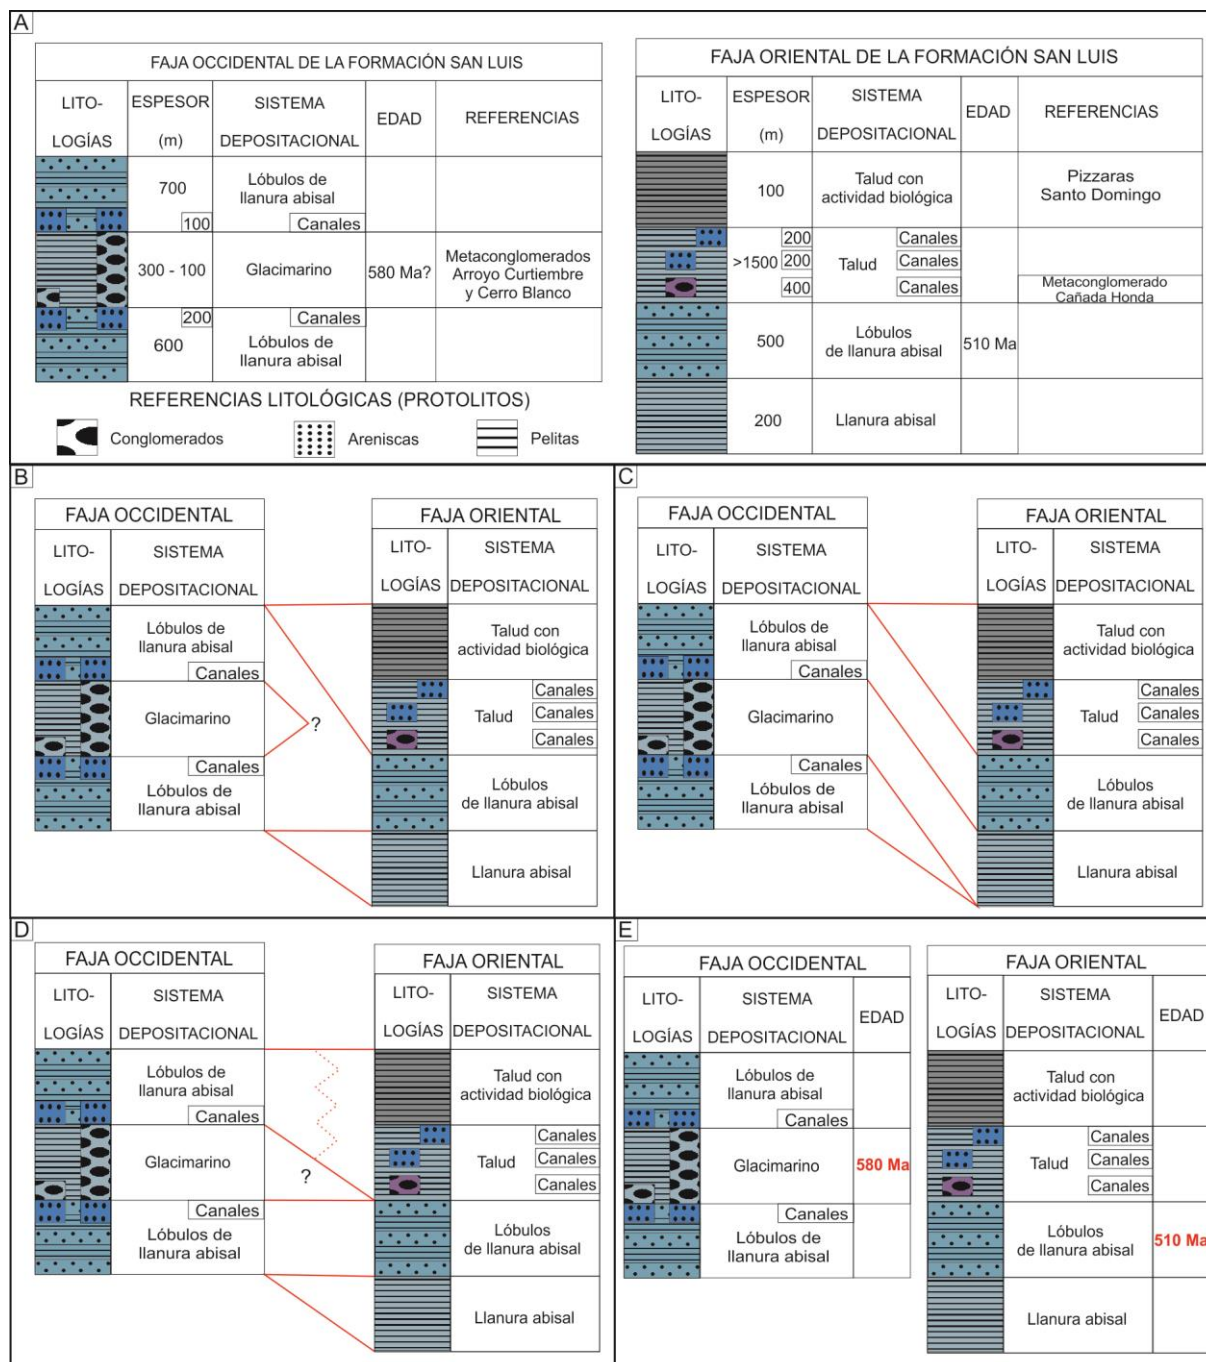 A
FAJA OCCIDENTAL DE LA FORMACIÓN SAN LUIS
LITO-
LOGÍAS
ESPESOR
(m)
SISTEMA
DEPOSITACIONAL
EDAD
REFERENCIAS
700
Lóbulos de
llanura abisal
100
Canales
300 - 100
Glacimarino
580 Ma?
Metaconglomerados
Arroyo Curtiembre
y Cerro Blanco
200
Canales
600
Lóbulos de
llanura abisal
FAJA ORIENTAL DE LA FORMACIÓN SAN LUIS
LITO-
LOGÍAS
ESPESOR
(m)
SISTEMA
DEPOSITACIONAL
EDAD
REFERENCIAS
100
Talud con
actividad biológica
Pizzaras
Santo Domingo
200
Canales
>1500
200
Talud
Canales
400
Canales
Metaconglomerado
Cañada Honda
500
Lóbulos
de llanura abisal
510 Ma
200
Llanura abisal
REFERENCIAS LITOLÓGICAS (PROTOLITOS)
Conglomerados
Areniscas
Pelitas
B
FAJA OCCIDENTAL
LITO-
LOGÍAS
SISTEMA
DEPOSITACIONAL
Lóbulos de
llanura abisal
Canales
Glacimarino
?
Canales
Lóbulos de
llanura abisal
FAJA ORIENTAL
LITO-
LOGÍAS
SISTEMA
DEPOSITACIONAL
Talud con
actividad biológica
Canales
Talud
Canales
Canales
Lóbulos
de llanura abisal
Llanura abisal
C
FAJA OCCIDENTAL
LITO-
LOGÍAS
SISTEMA
DEPOSITACIONAL
Lóbulos de
llanura abisal
Canales
Glacimarino
Canales
Lóbulos de
llanura abisal
FAJA ORIENTAL
LITO-
LOGÍAS
SISTEMA
DEPOSITACIONAL
Talud con
actividad biológica
Canales
Talud
Canales
Canales
Lóbulos
de llanura abisal
Llanura abisal
D
FAJA OCCIDENTAL
LITO-
LOGÍAS
SISTEMA
DEPOSITACIONAL
Lóbulos de
llanura abisal
Canales
Glacimarino
?
Canales
Lóbulos de
llanura abisal
FAJA ORIENTAL
LITO-
LOGÍAS
SISTEMA
DEPOSITACIONAL
Talud con
actividad biológica
Canales
Talud
Canales
Canales
Lóbulos
de llanura abisal
Llanura abisal
E
FAJA OCCIDENTAL
LITO-
LOGÍAS
SISTEMA
DEPOSITACIONAL
EDAD
Lóbulos de
llanura abisal
Canales
Glacimarino
580 Ma
Canales
Lóbulos de
llanura abisal
FAJA ORIENTAL
LITO-
LOGÍAS
SISTEMA
DEPOSITACIONAL
EDAD
Talud con
actividad biológica
Canales
Talud
Canales
Canales
Lóbulos
de llanura abisal
510 Ma
Llanura abisal